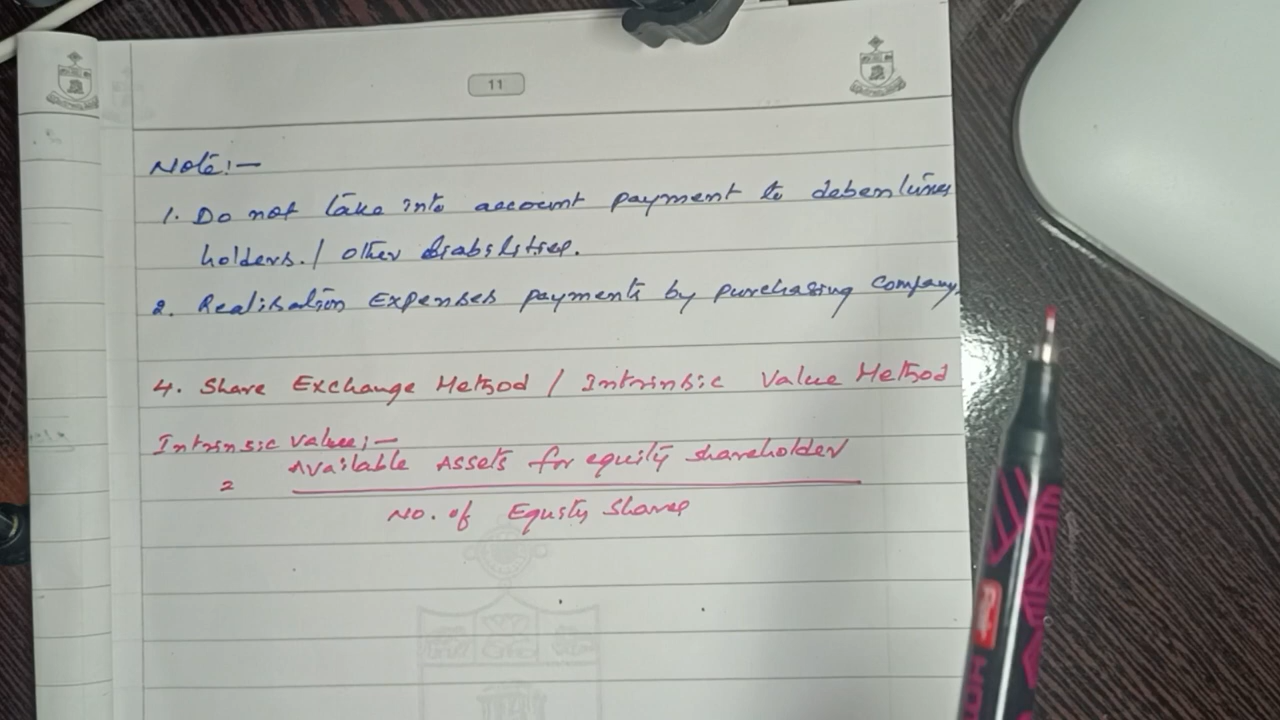 11
Note:-
1. Do not take into account payment to debentures
holders. / other liabilities.
2. Realisation Expenses payments by purchasing Company.
4. Share Exchange Method / Intrinsic Value Method
Intrinsic value:-
= Available Assets for equity shareholder
No. of Equity Shares